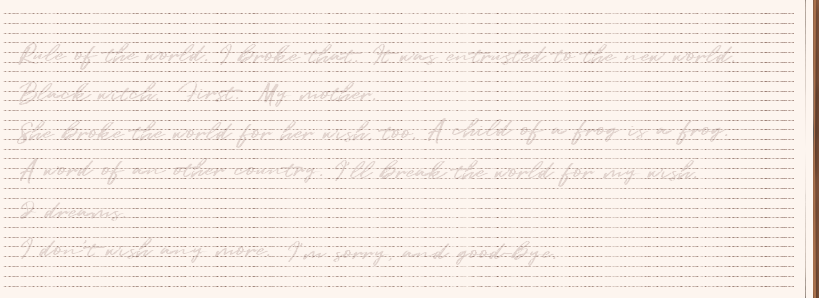 Rule of the world. I broke that. It was entrusted to the new world.
Black witch. First. My mother.
She broke the world for her wish, too. A child of a frog is a frog.
A word of an other country. I'll break the world for my wish.
I dreams.
I don't wish any more. I'm sorry, and good-bye.